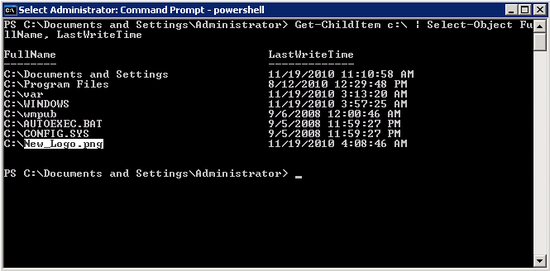 Select Administrator: Command Prompt - powershell
PS C:\Documents and Settings\Administrator> Get-ChildItem c:\ | Select-Object Fu
llName, LastWriteTime
FullName                                LastWriteTime
--------                                -------------
C:\Documents and Settings               11/19/2010 11:10:58 AM
C:\Program Files                        8/12/2010 12:29:48 PM
C:\var                                  11/19/2010 3:13:20 AM
C:\WINDOWS                              11/19/2010 3:57:25 AM
C:\wmpub                                9/6/2008 12:00:46 AM
C:\AUTOEXEC.BAT                         9/5/2008 11:59:27 PM
C:\CONFIG.SYS                           9/5/2008 11:59:27 PM
C:\New_Logo.png                         11/19/2010 4:08:46 AM
PS C:\Documents and Settings\Administrator> _